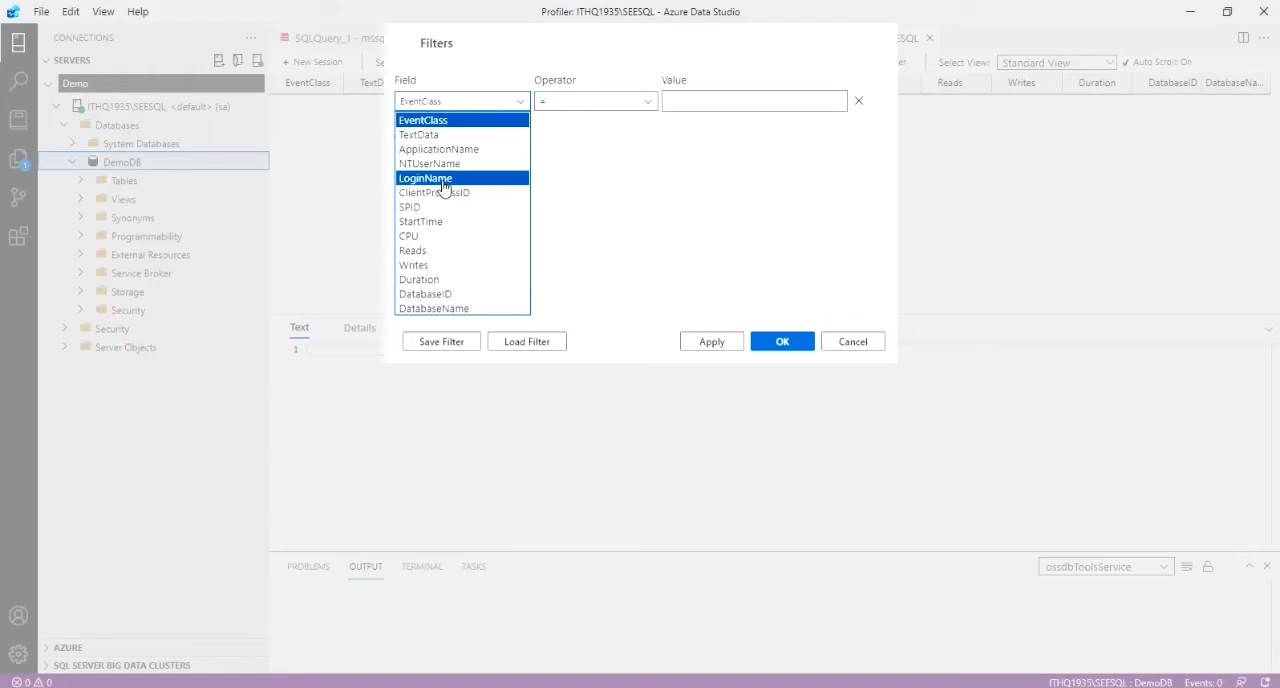 File Edit View Help
Profiler: ITHQ1935\SEESQL - Azure Data Studio
CONNECTIONS
SERVERS
Demo
ITHQ1935\SEESQL, <default> (sa)
Databases
System Databases
DemoDB
Tables
Views
Synonyms
Programmability
External Resources
Service Broker
Storage
Security
Security
Server Objects
AZURE
SQL SERVER BIG DATA CLUSTERS
SQLQuery_1 - mssq
+ New Session
EventClass TextD
Filters
Field Operator Value
EventClass =
EventClass
TextData
ApplicationName
NTUserName
LoginName
SPID
StartTime
CPU
Reads
Writes
Duration
DatabaseID
DatabaseName
Save Filter Load Filter Apply OK Cancel
Select View: Standard View ✓ Auto Scroll: On
Reads Writes Duration DatabaseID DatabaseNa...
Text Details
1
PROBLEMS OUTPUT TERMINAL TASKS
ossdbToolsService
1
0 0
ITHQ1935\SEESQL : DemoDB Events: 0